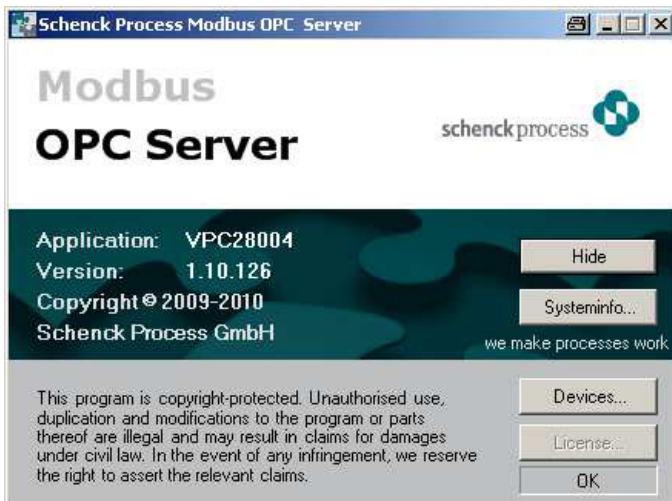 Schenck Process Modbus OPC Server
Modbus
OPC Server
schenckprocess
Application: VPC28004
Version: 1.10.126
Copyright © 2009-2010
Schenck Process GmbH
Hide
Systeminfo...
we make processes work
This program is copyright-protected. Unauthorised use,
duplication and modifications to the program or parts
thereof are illegal and may result in claims for damages
under civil law. In the event of any infringement, we reserve
the right to assert the relevant claims.
Devices...
License...
OK